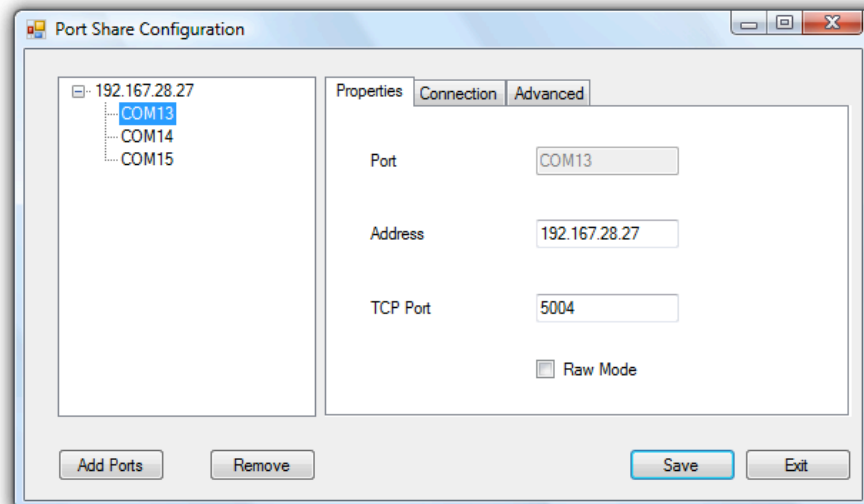 Port Share Configuration
192.167.28.27
COM13
COM14
COM15
Properties Connection Advanced
Port COM13
Address 192.167.28.27
TCP Port 5004
Raw Mode
Add Ports Remove Save Exit